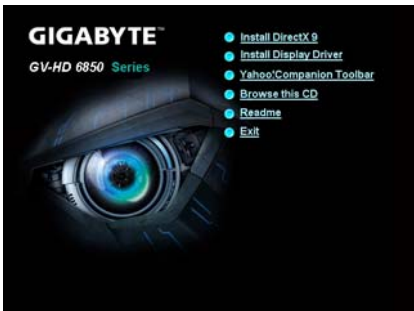 GIGABYTE™
GV-HD 6850 Series
Install DirectX 9
Install Display Driver
Yahoo!Companion Toolbar
Browse this CD
Readme
Exit